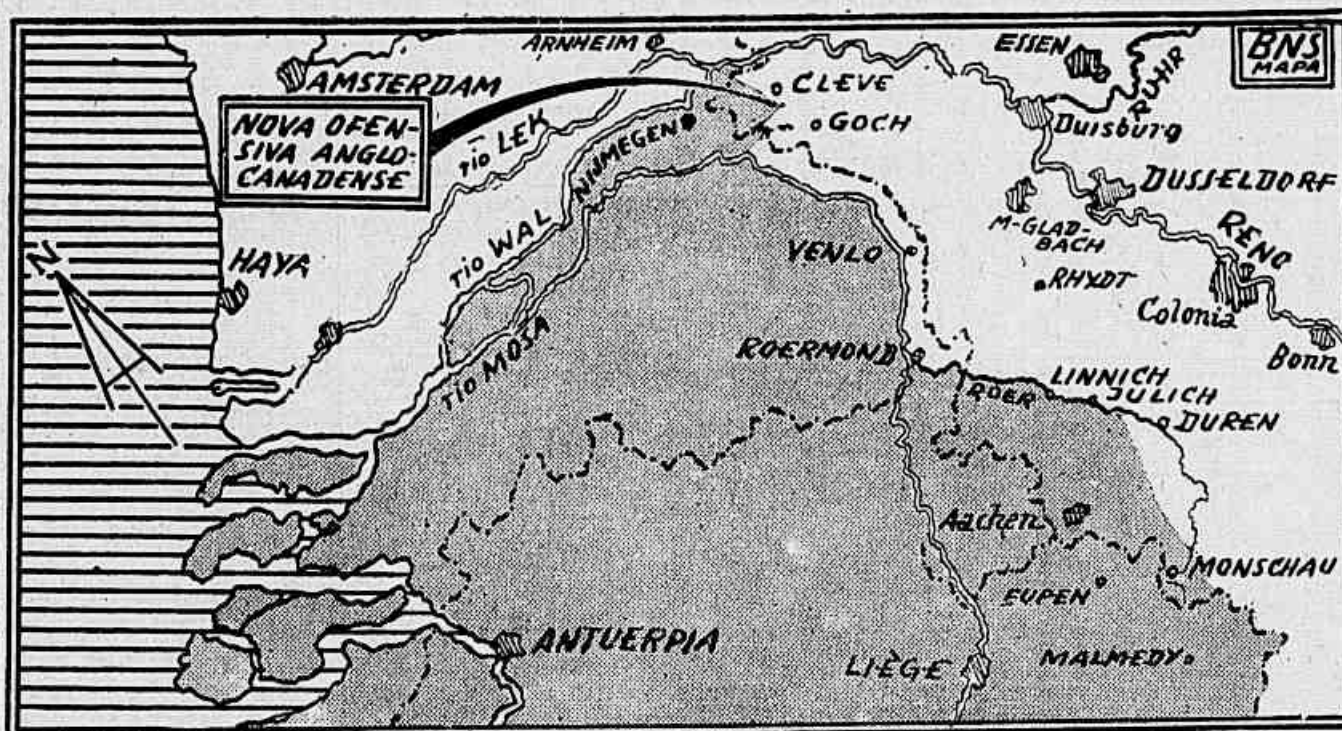 ARNHEIM
ESSEN
BNS
MAPA
AMSTERDAM
CLEVE
RUHR
NOVA OFEN-
SIVA ANGLO-
CANADENSE
rio LEK
NIJMEGEN
GOCH
Duisburg
DUSSELDORF
M-GLAD-
BACH
RENO
N
HAYA
rio WAL
VENLO
RHYDT
Colonia
Bonn
rio MOSA
ROERMOND
ROER
LINNICH
JULICH
DUREN
Aachen
MONSCHAU
EUPEN
ANTUERPIA
LIÈGE
MALMEDY